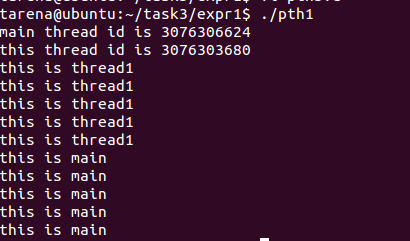 tarena@ubuntu:~/task3/expr1$ ./pth1
main thread id is 3076306624
this thread id is 3076303680
this is thread1
this is thread1
this is thread1
this is thread1
this is thread1
this is main
this is main
this is main
this is main
this is main